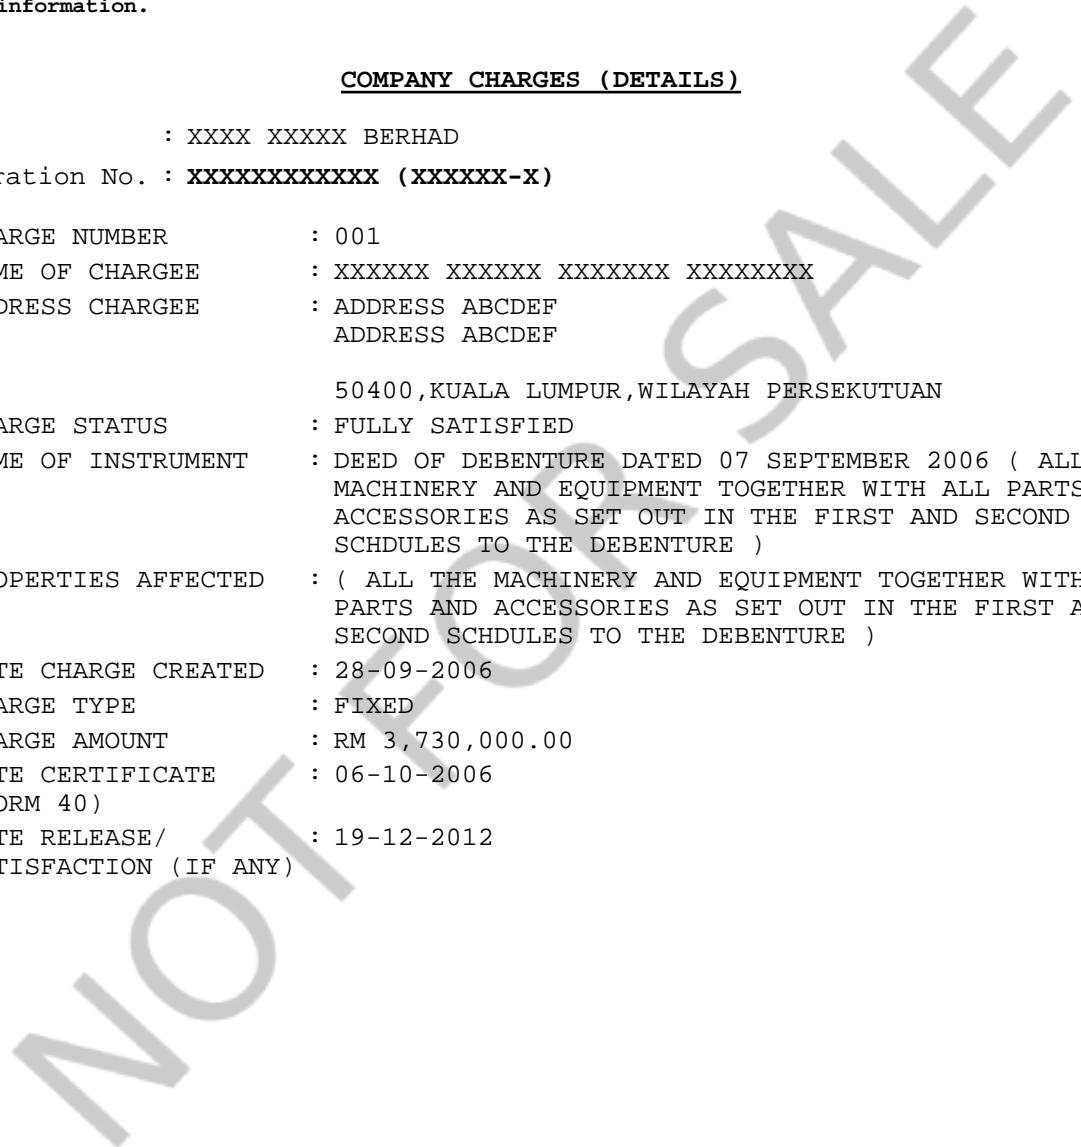 information.
COMPANY CHARGES (DETAILS)
: XXXX XXXXX BERHAD
ration No. : XXXXXXXXXXXX (XXXXXX-X)
ARGE NUMBER : 001
ME OF CHARGEE : XXXXXX XXXXXX XXXXXXX XXXXXXXX
DRESS CHARGEE : ADDRESS ABCDEF
ADDRESS ABCDEF
50400,KUALA LUMPUR,WILAYAH PERSEKUTUAN
ARGE STATUS : FULLY SATISFIED
ME OF INSTRUMENT : DEED OF DEBENTURE DATED 07 SEPTEMBER 2006 ( ALL
MACHINERY AND EQUIPMENT TOGETHER WITH ALL PARTS
ACCESSORIES AS SET OUT IN THE FIRST AND SECOND
SCHDULES TO THE DEBENTURE )
OPERTIES AFFECTED : ( ALL THE MACHINERY AND EQUIPMENT TOGETHER WITH
PARTS AND ACCESSORIES AS SET OUT IN THE FIRST A
SECOND SCHDULES TO THE DEBENTURE )
TE CHARGE CREATED : 28-09-2006
ARGE TYPE : FIXED
ARGE AMOUNT : RM 3,730,000.00
TE CERTIFICATE : 06-10-2006
ORM 40)
TE RELEASE/ : 19-12-2012
TISFACTION (IF ANY)
NOT FOR SALE